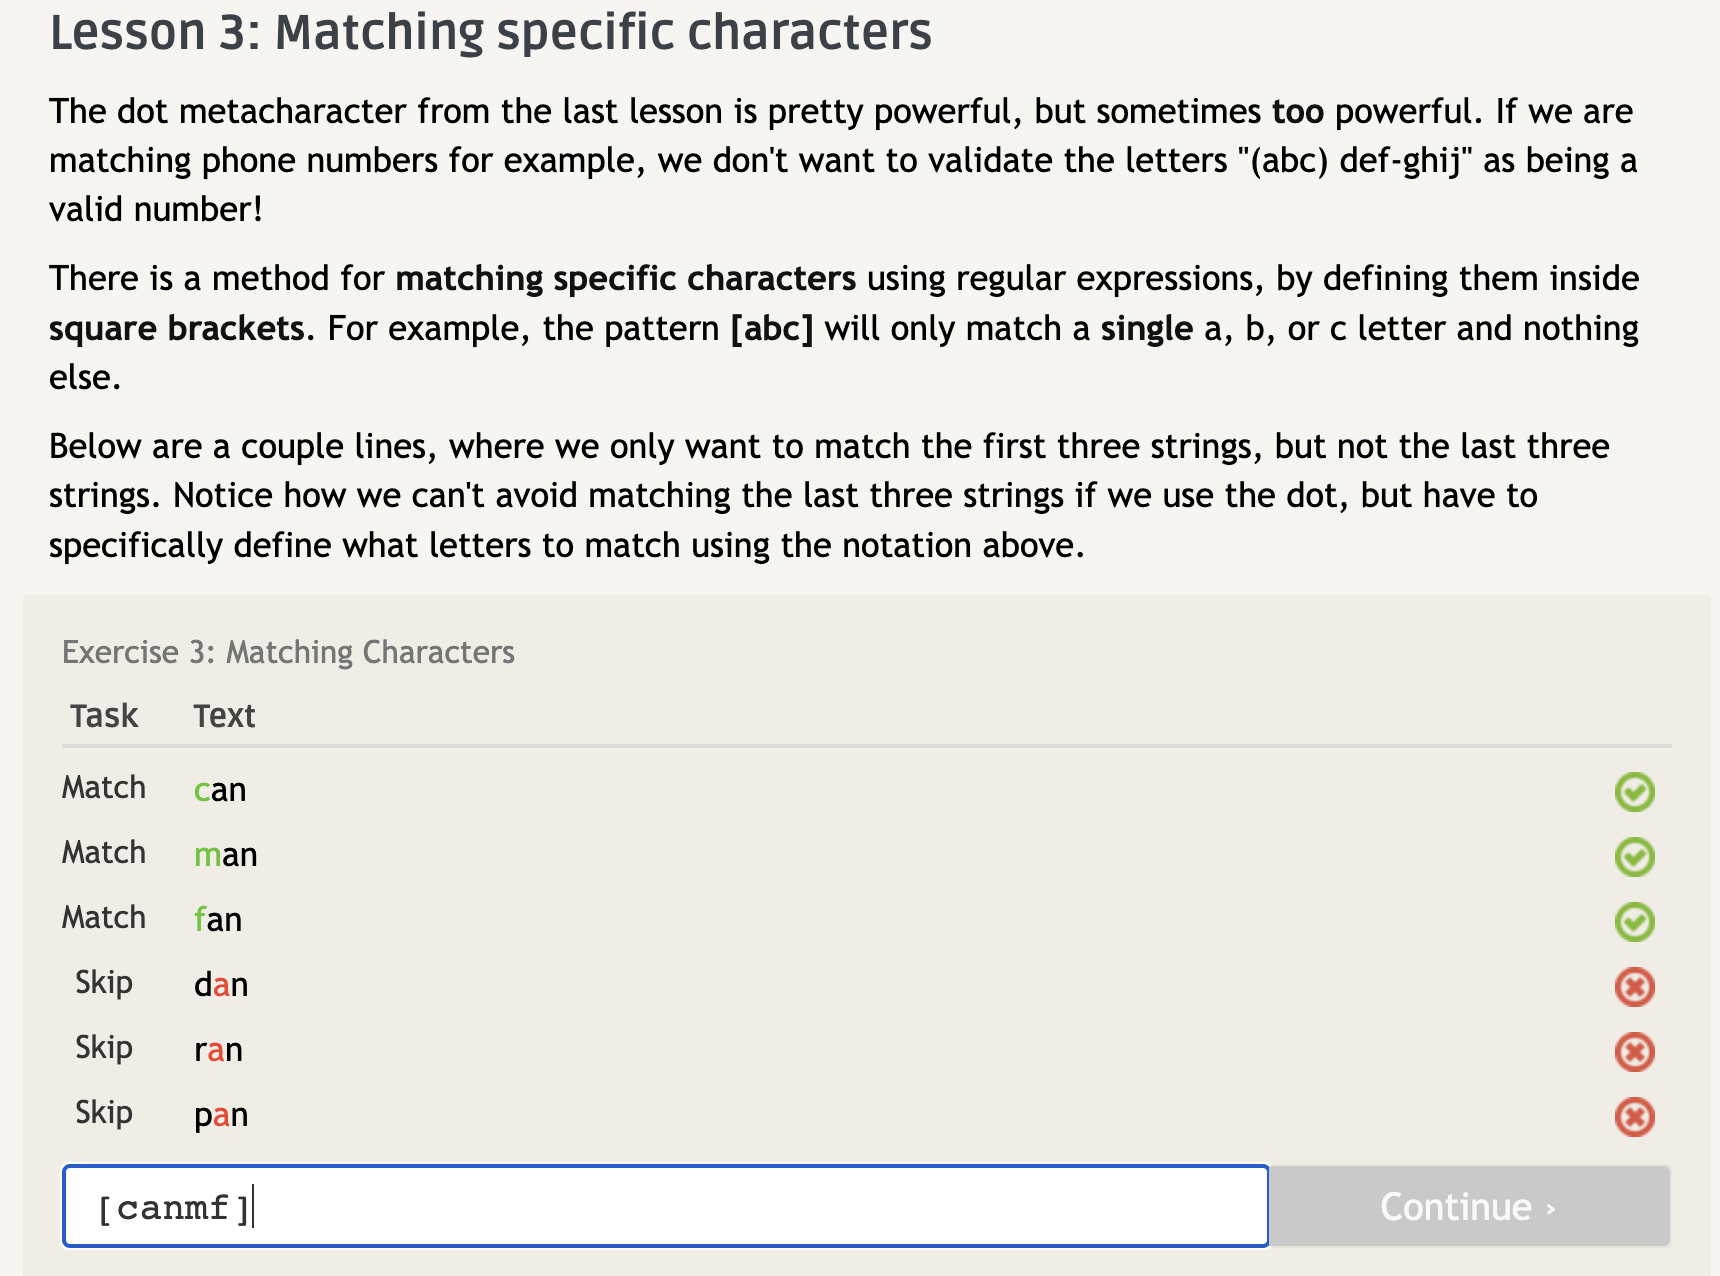 Lesson 3: Matching specific characters
The dot metacharacter from the last lesson is pretty powerful, but sometimes too powerful. If we are
matching phone numbers for example, we don't want to validate the letters "(abc) def-ghij" as being a
valid number!
There is a method for matching specific characters using regular expressions, by defining them inside
square brackets. For example, the pattern [abc] will only match a single a, b, or c letter and nothing
else.
Below are a couple lines, where we only want to match the first three strings, but not the last three
strings. Notice how we can't avoid matching the last three strings if we use the dot, but have to
specifically define what letters to match using the notation above.
Exercise 3: Matching Characters
Task Text
Match can
Match man
Match fan
Skip dan
Skip ran
Skip pan
[canmf] Continue ›